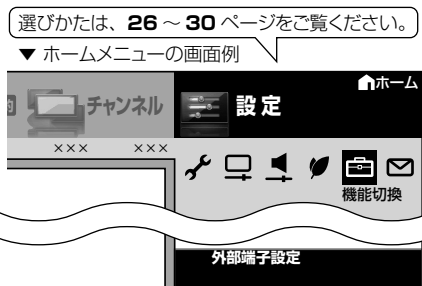 選びかたは、26 ～ 30 ページをご覧ください。
▼ ホームメニューの画面例
ホーム
チャンネル
設定
××× ×××
機能切換
外部端子設定